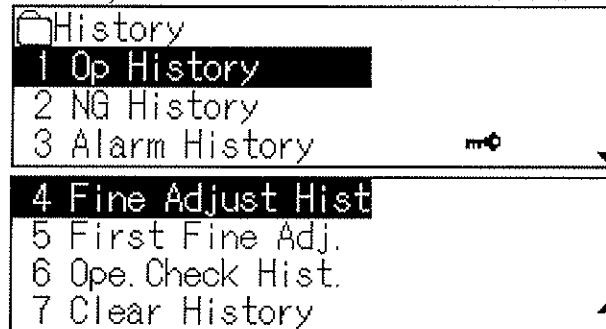 History
1 Op History
2 NG History
3 Alarm History
4 Fine Adjust Hist
5 First Fine Adj.
6 Ope.Check Hist.
7 Clear History